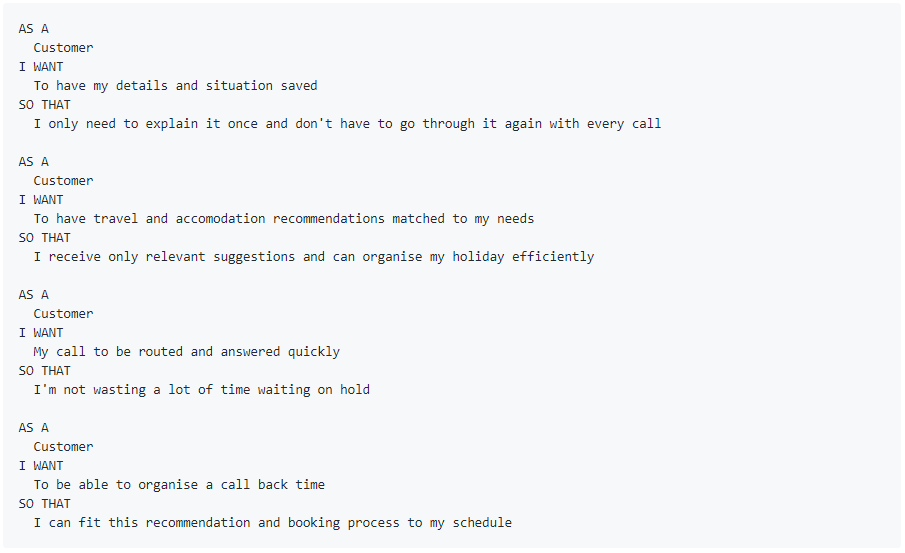 AS A
Customer
I WANT
To have my details and situation saved
SO THAT
I only need to explain it once and don't have to go through it again with every call
AS A
Customer
I WANT
To have travel and accomodation recommendations matched to my needs
SO THAT
I receive only relevant suggestions and can organise my holiday efficiently
AS A
Customer
I WANT
My call to be routed and answered quickly
SO THAT
I'm not wasting a lot of time waiting on hold
AS A
Customer
I WANT
To be able to organise a call back time
SO THAT
I can fit this recommendation and booking process to my schedule